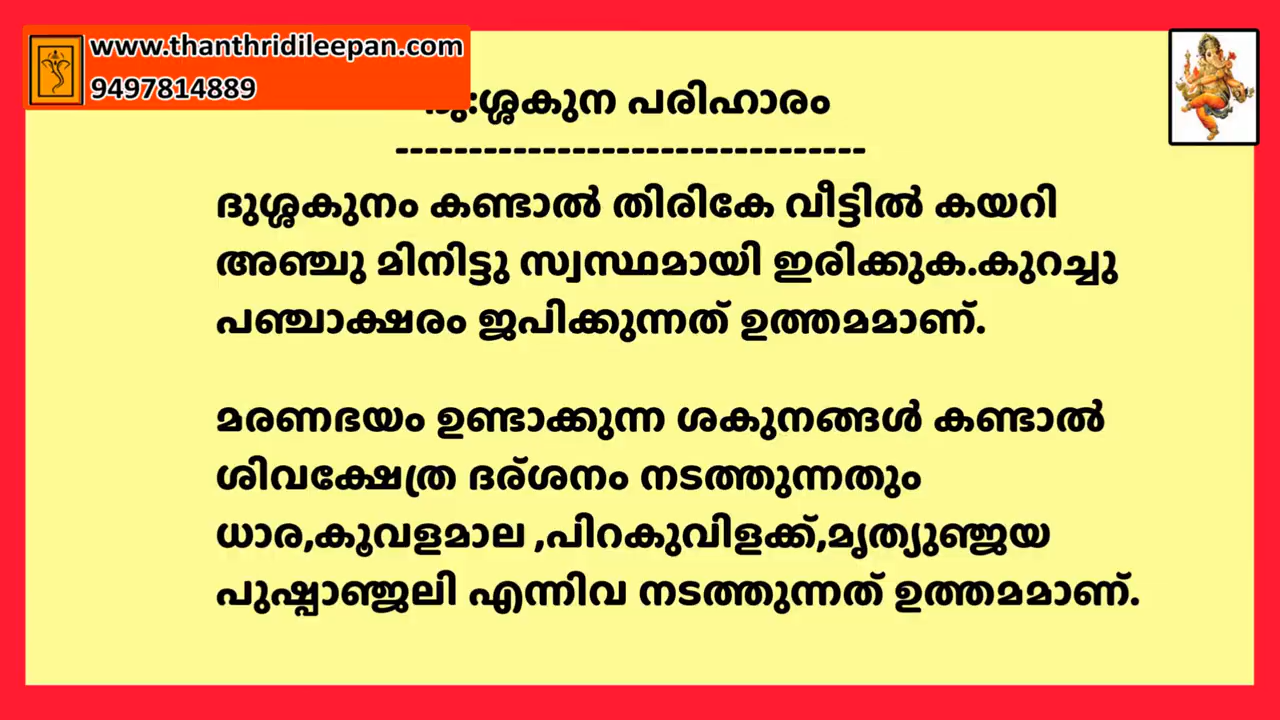 www.thanthridileepan.com
9497814889
പരിഹാരം
--------------------------------
ദുശ്ശകുനം കണ്ടാൽ തിരികേ വീട്ടിൽ കയറി
അഞ്ചു മിനിട്ടു സ്വസ്ഥമായി ഇരിക്കുക.കുറച്ചു
പഞ്ചാക്ഷരം ജപിക്കുന്നത് ഉത്തമമാണ്.
മരണഭയം ഉണ്ടാക്കുന്ന ശകുനങ്ങൾ കണ്ടാൽ
ശിവക്ഷേത്ര ദര്ശനം നടത്തുന്നതും
ധാര,കൂവളമാല ,പിറകുവിളക്ക്,മൃത്യുഞ്ജയ
പുഷ്പാഞ്ജലി എന്നിവ നടത്തുന്നത് ഉത്തമമാണ്.